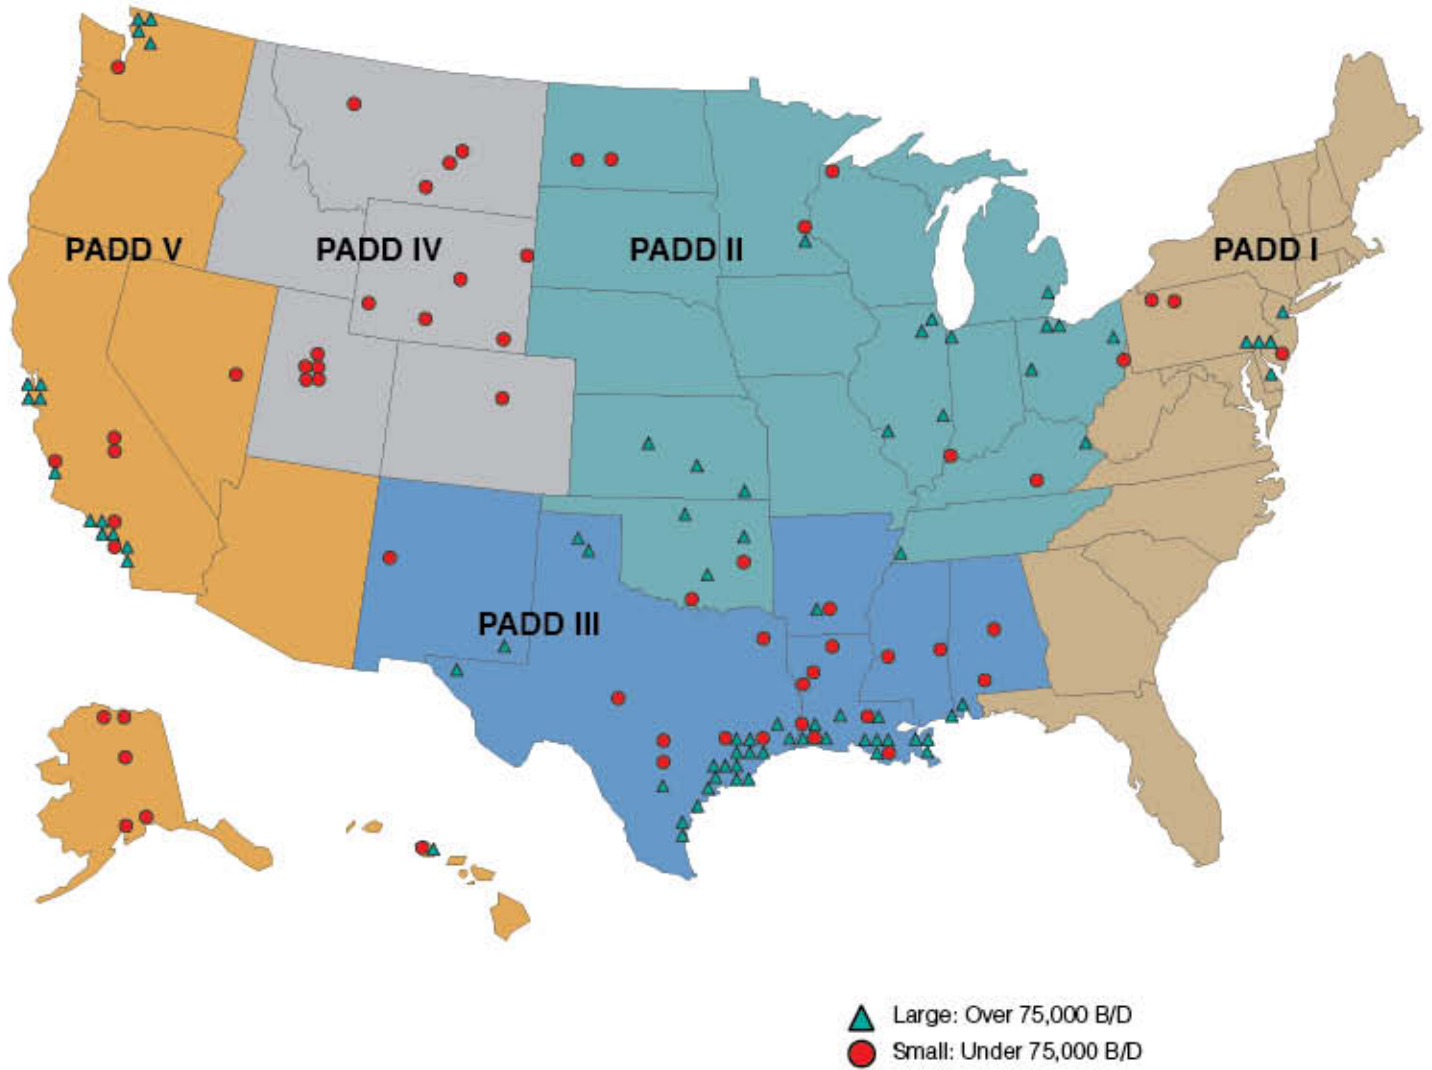 PADD V
PADD IV
PADD II
PADD I
PADD III
Large: Over 75,000 B/D
Small: Under 75,000 B/D